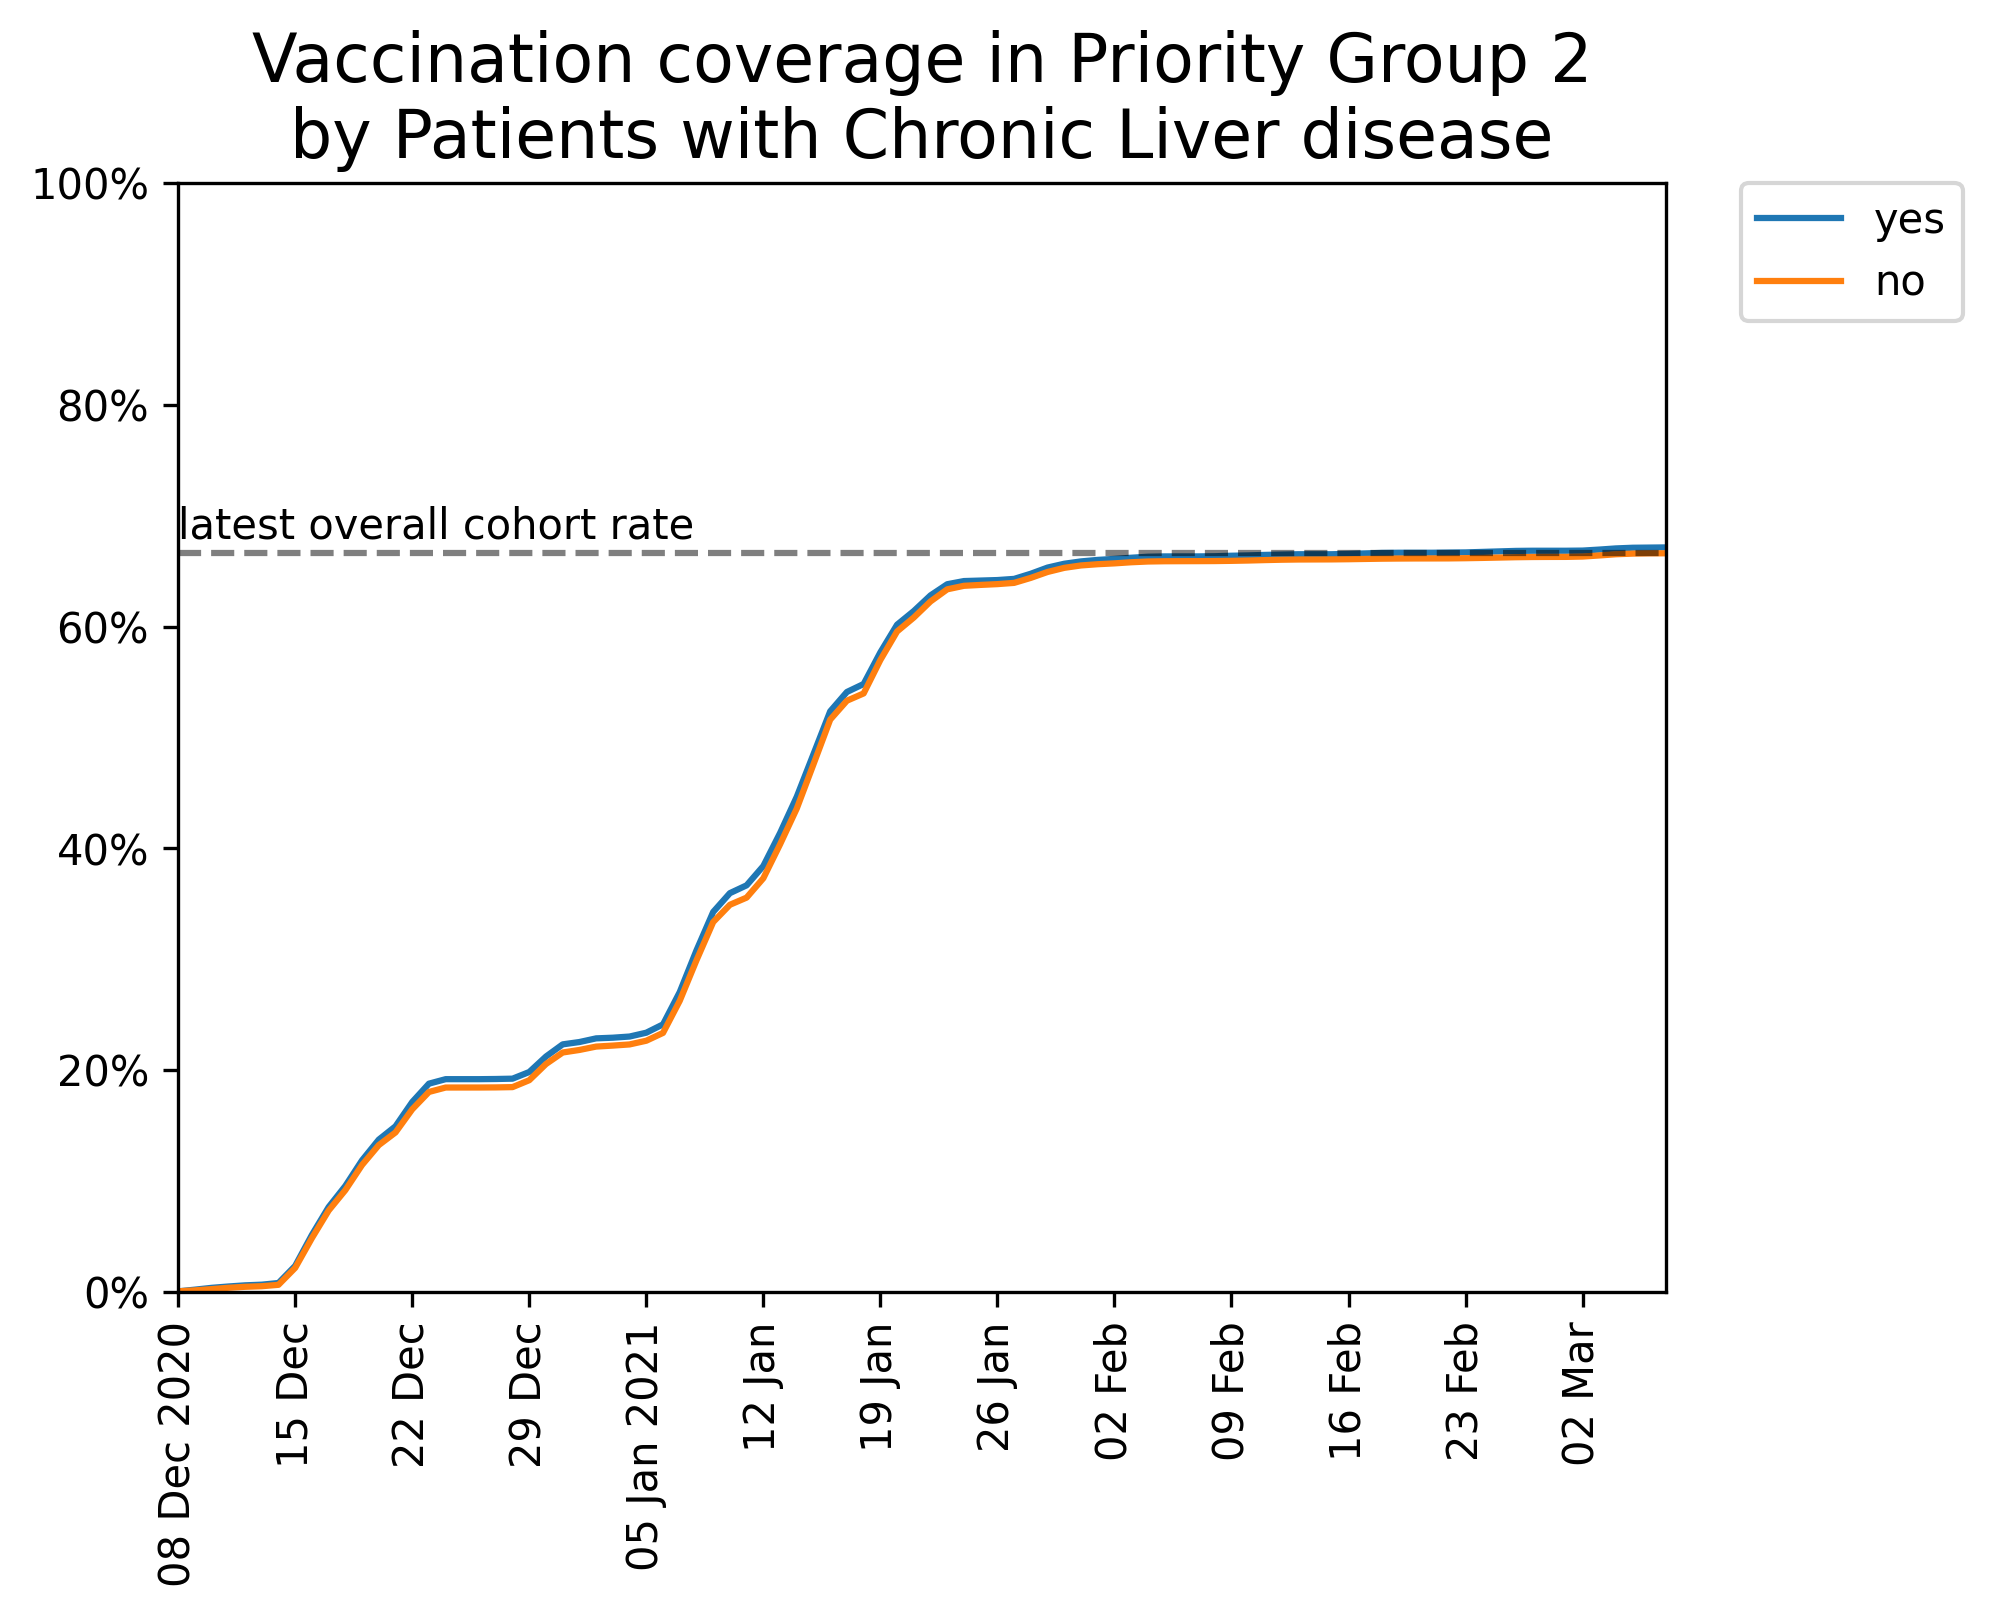 Vaccination coverage in Priority Group 2
by Patients with Chronic Liver disease
100%
80%
60%
40%
20%
0%
latest overall cohort rate
yes
no
08 Dec 2020
15 Dec
22 Dec
29 Dec
05 Jan 2021
12 Jan
19 Jan
26 Jan
02 Feb
09 Feb
16 Feb
23 Feb
02 Mar